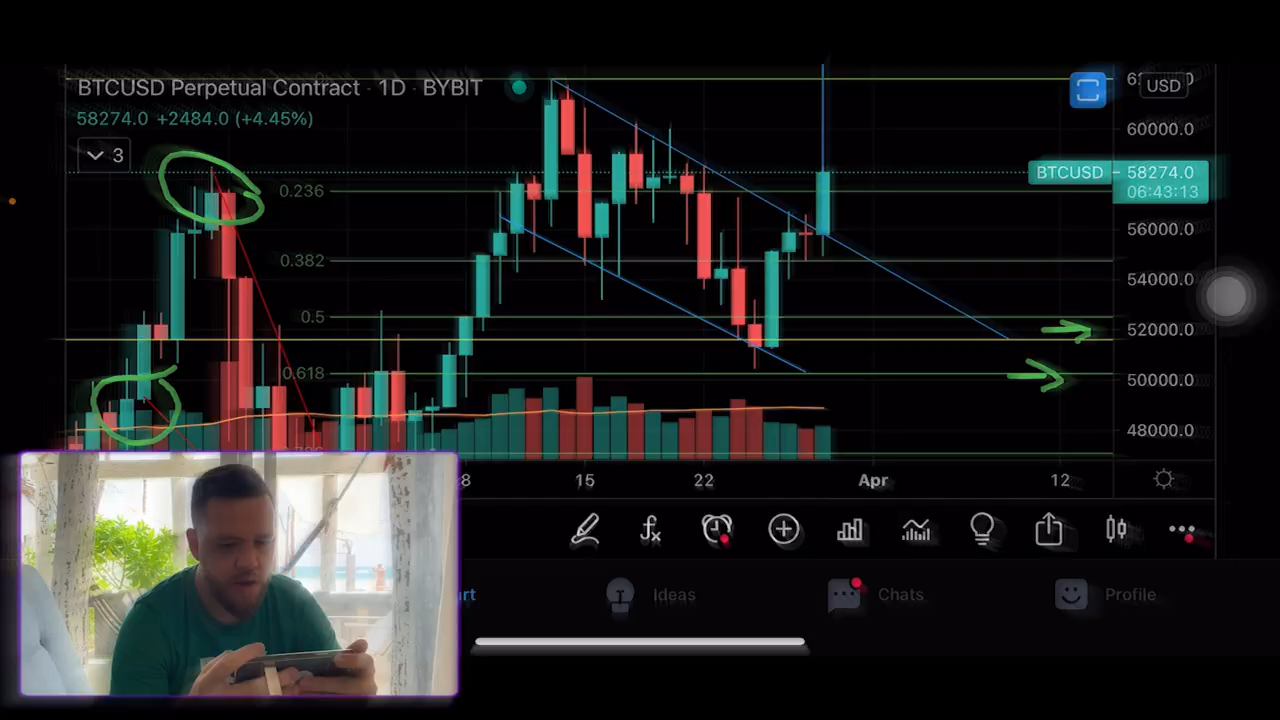 BTCUSD Perpetual Contract · 1D · BYBIT
58274.0 +2484.0 (+4.45%)
3
USD
60000.0
BTCUSD 58274.0
06:43:13
0.236
56000.0
0.382
54000.0
0.5
52000.0
0.618
50000.0
48000.0
15 22 Apr 12
Ideas Chats Profile